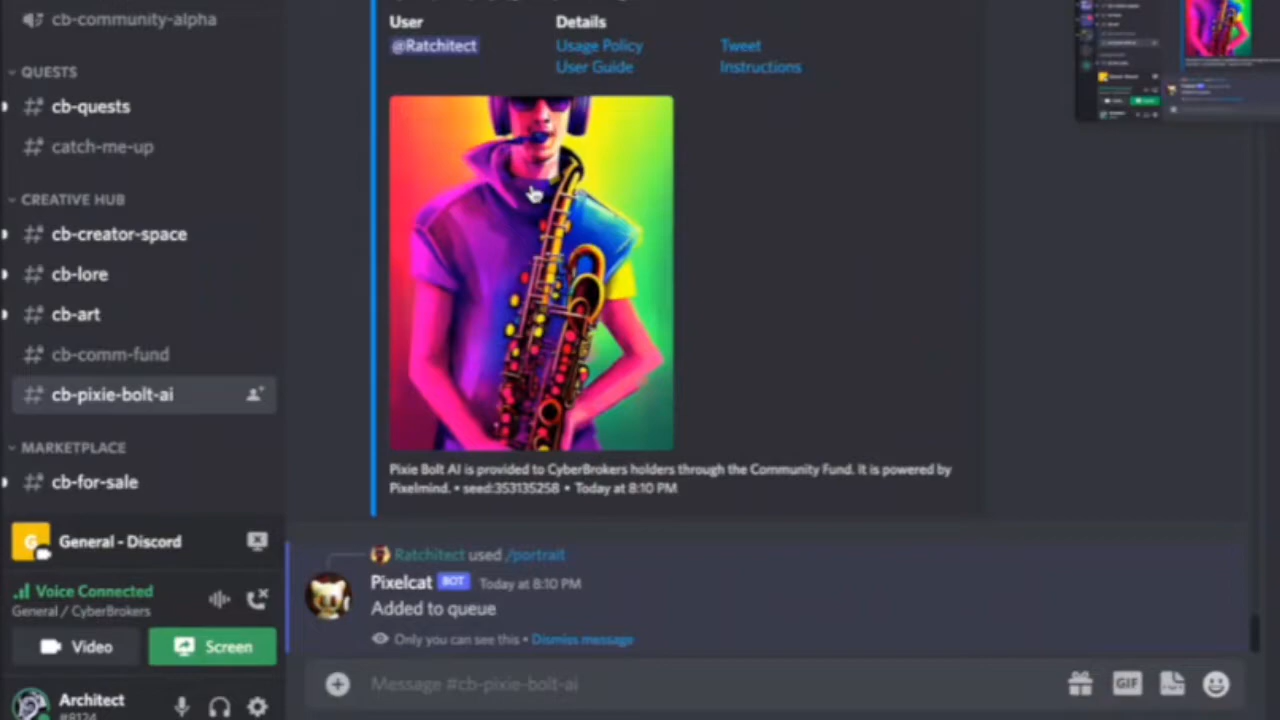 cb-community-alpha
QUESTS
cb-quests
catch-me-up
CREATIVE HUB
cb-creator-space
cb-lore
cb-art
cb-comm-fund
cb-pixie-bolt-ai
MARKETPLACE
cb-for-sale
G General - Discord
Voice Connected
General / CyberBrokers
Video Screen
Architect
#8124
User Details
@Ratchitect Usage Policy Tweet
User Guide Instructions
Pixie Bolt AI is provided to CyberBrokers holders through the Community Fund. It is powered by
Pixelmind. • seed:353135258 • Today at 8:10 PM
Ratchitect used /portrait
Pixelcat BOT Today at 8:10 PM
Added to queue
Only you can see this • Dismiss message
Message #cb-pixie-bolt-ai
GIF